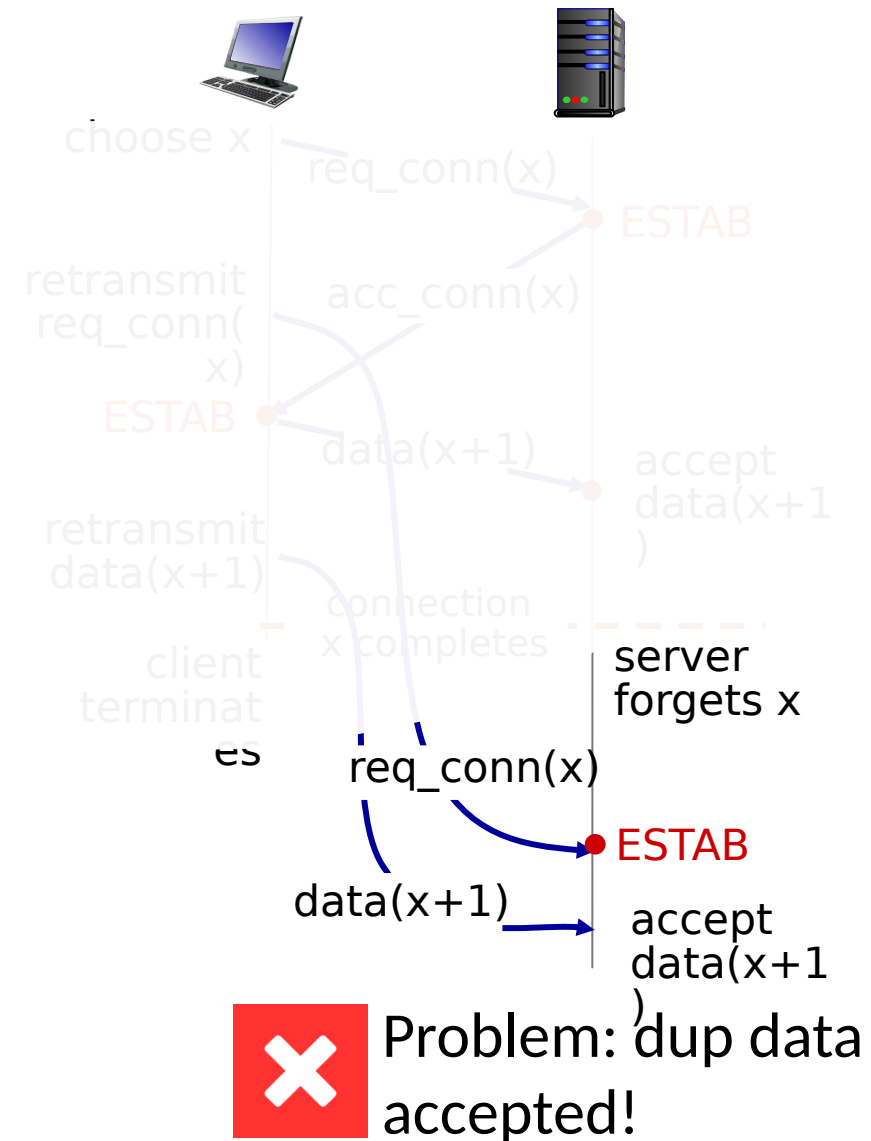 choose x
req_conn(x)
ESTAB
retransmit
req_conn(
x)
acc_conn(x)
ESTAB
data(x+1)
accept
data(x+1
)
retransmit
data(x+1)
connection
x completes
client
terminat
es
server
forgets x
req_conn(x)
ESTAB
data(x+1)
accept
data(x+1
)
Problem: dup data
accepted!